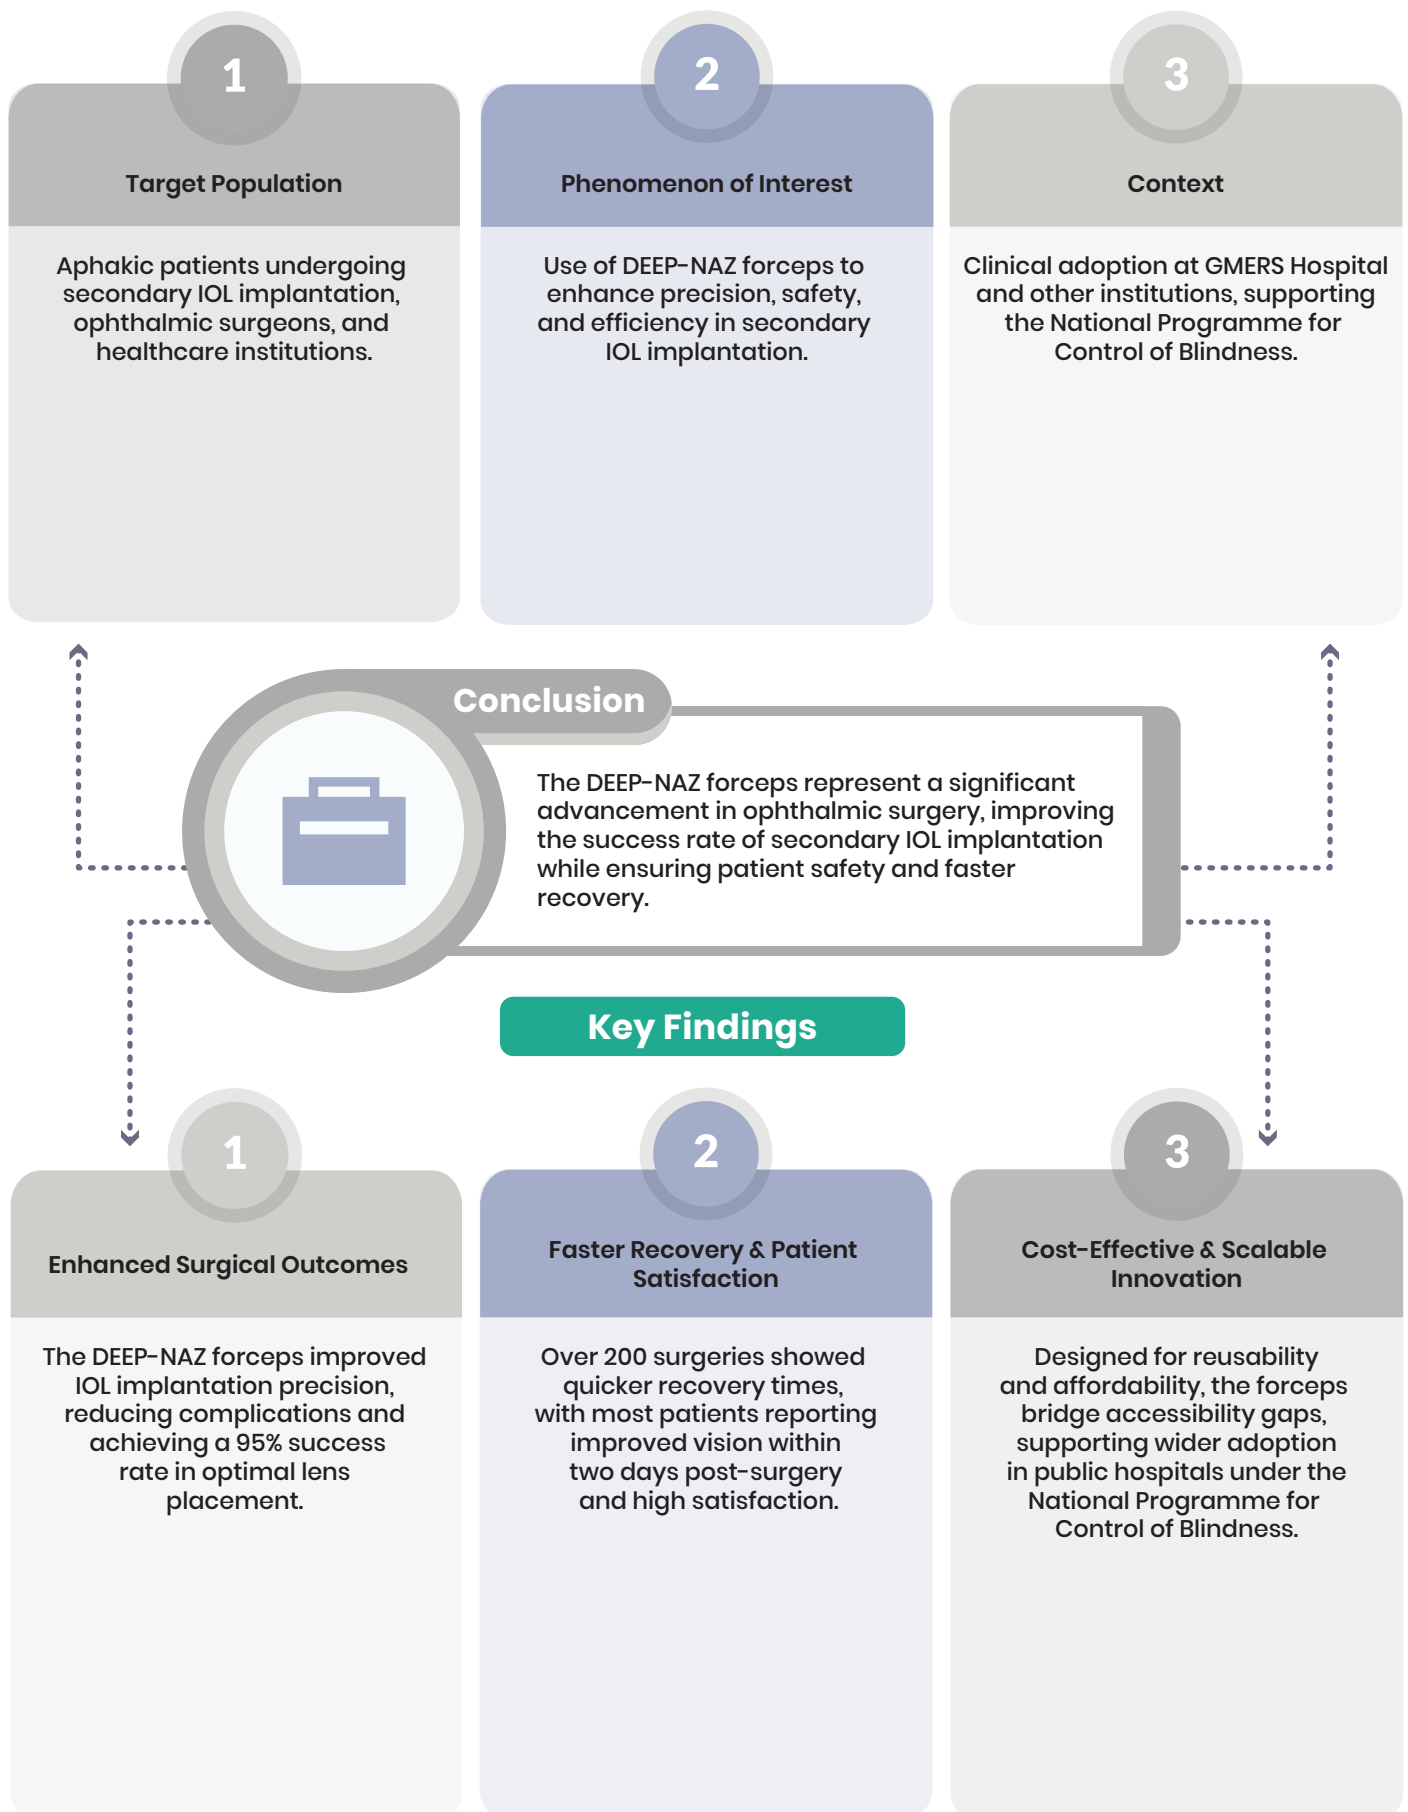 1
Target Population
Aphakic patients undergoing
secondary IOL implantation,
ophthalmic surgeons, and
healthcare institutions.
2
Phenomenon of Interest
Use of DEEP-NAZ forceps to
enhance precision, safety,
and efficiency in secondary
IOL implantation.
3
Context
Clinical adoption at GMERS Hospital
and other institutions, supporting
the National Programme for
Control of Blindness.
Conclusion
The DEEP-NAZ forceps represent a significant
advancement in ophthalmic surgery, improving
the success rate of secondary IOL implantation
while ensuring patient safety and faster
recovery.
Key Findings
1
Enhanced Surgical Outcomes
The DEEP-NAZ forceps improved
IOL implantation precision,
reducing complications and
achieving a 95% success
rate in optimal lens
placement.
2
Faster Recovery & Patient
Satisfaction
Over 200 surgeries showed
quicker recovery times,
with most patients reporting
improved vision within
two days post-surgery
and high satisfaction.
3
Cost-Effective & Scalable
Innovation
Designed for reusability
and affordability, the forceps
bridge accessibility gaps,
supporting wider adoption
in public hospitals under the
National Programme for
Control of Blindness.